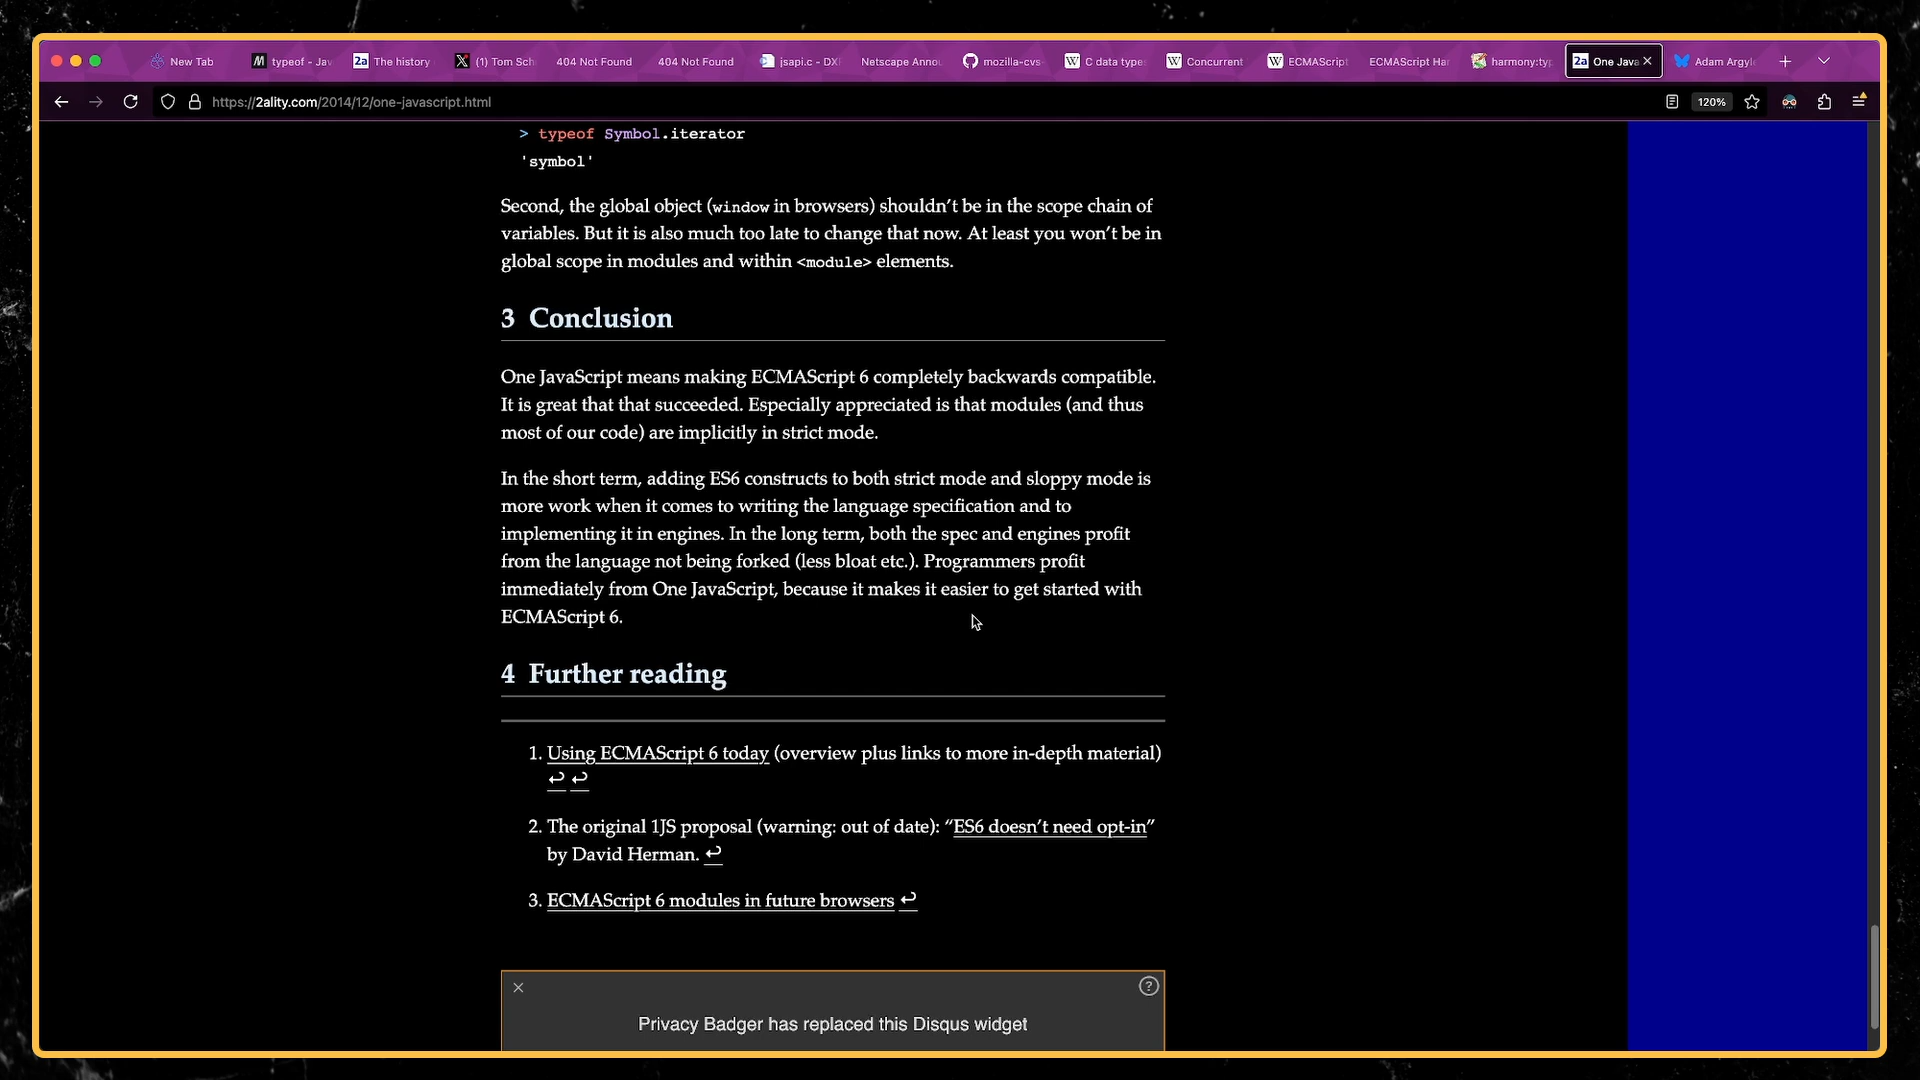 New Tab
typeof - Jav
The history
(1) Tom Sch
404 Not Found
404 Not Found
jsapi.c - DX
Netscape Annou
mozilla-cvs-
C data type
Concurrent
ECMAScript
ECMAScript Har
harmony:typ
One Java
Adam Argyl
https://2ality.com/2014/12/one-javascript.html
120%
> typeof Symbol.iterator
'symbol'
Second, the global object (window in browsers) shouldn’t be in the scope chain of
variables. But it is also much too late to change that now. At least you won’t be in
global scope in modules and within <module> elements.
3 Conclusion
One JavaScript means making ECMAScript 6 completely backwards compatible.
It is great that that succeeded. Especially appreciated is that modules (and thus
most of our code) are implicitly in strict mode.
In the short term, adding ES6 constructs to both strict mode and sloppy mode is
more work when it comes to writing the language specification and to
implementing it in engines. In the long term, both the spec and engines profit
from the language not being forked (less bloat etc.). Programmers profit
immediately from One JavaScript, because it makes it easier to get started with
ECMAScript 6.
4 Further reading
1. Using ECMAScript 6 today (overview plus links to more in-depth material)
↩ ↩
2. The original 1JS proposal (warning: out of date): “ES6 doesn’t need opt-in”
by David Herman. ↩
3. ECMAScript 6 modules in future browsers ↩
Privacy Badger has replaced this Disqus widget